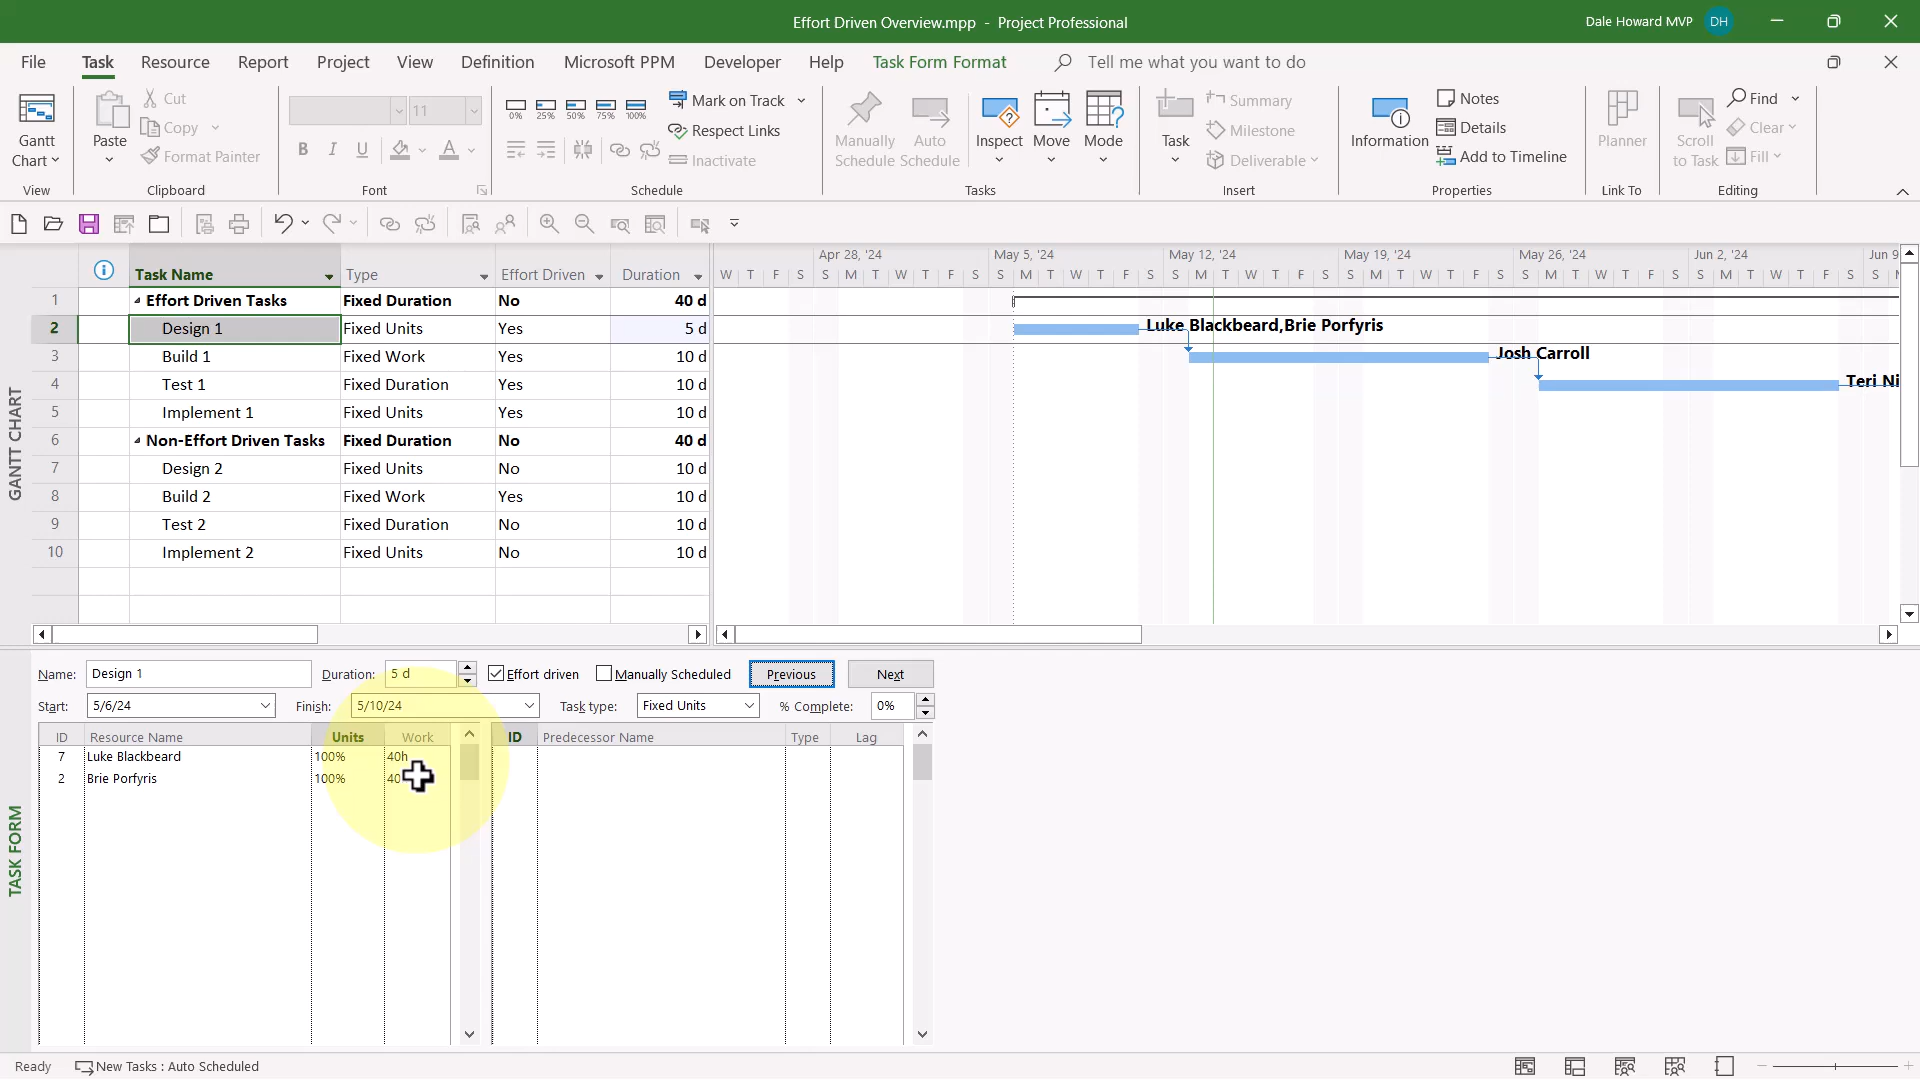 Effort Driven Overview.mpp - Project Professional
Dale Howard MVP DH
File Task Resource Report Project View Definition Microsoft PPM Developer Help Task Form Format Tell me what you want to do
Gantt Chart
View
Paste
Cut
Copy
Format Painter
Clipboard
11
B I U A
Font
0% 25% 50% 75% 100%
Mark on Track
Respect Links
Inactivate
Schedule
Manually Schedule
Auto Schedule
Inspect
Move
Mode
Tasks
Task
Summary
Milestone
Deliverable
Insert
Information
Notes
Details
Add to Timeline
Properties
Planner
Link To
Scroll to Task
Find
Clear
Fill
Editing
Apr 28, '24 May 5, '24 May 12, '24 May 19, '24 May 26, '24 Jun 2, '24 Jun 9
Task Name Type Effort Driven Duration
W T F S S M T W T F S S M T W T F S S M T W T F S S M T W T F S S M T W T F S S M T W T F S S
1 Effort Driven Tasks Fixed Duration No 40 d
2 Design 1 Fixed Units Yes 5 d Luke Blackbeard,Brie Porfyris
3 Build 1 Fixed Work Yes 10 d Josh Carroll
4 Test 1 Fixed Duration Yes 10 d Teri Ni
5 Implement 1 Fixed Units Yes 10 d
6 Non-Effort Driven Tasks Fixed Duration No 40 d
7 Design 2 Fixed Units No 10 d
8 Build 2 Fixed Work Yes 10 d
9 Test 2 Fixed Duration No 10 d
10 Implement 2 Fixed Units No 10 d
GANTT CHART
Name: Design 1 Duration: 5 d Effort driven Manually Scheduled Previous Next
Start: 5/6/24 Finish: 5/10/24 Task type: Fixed Units % Complete: 0%
ID Resource Name Units Work ID Predecessor Name Type Lag
7 Luke Blackbeard 100% 40h
2 Brie Porfyris 100% 40
TASK FORM
Ready New Tasks : Auto Scheduled